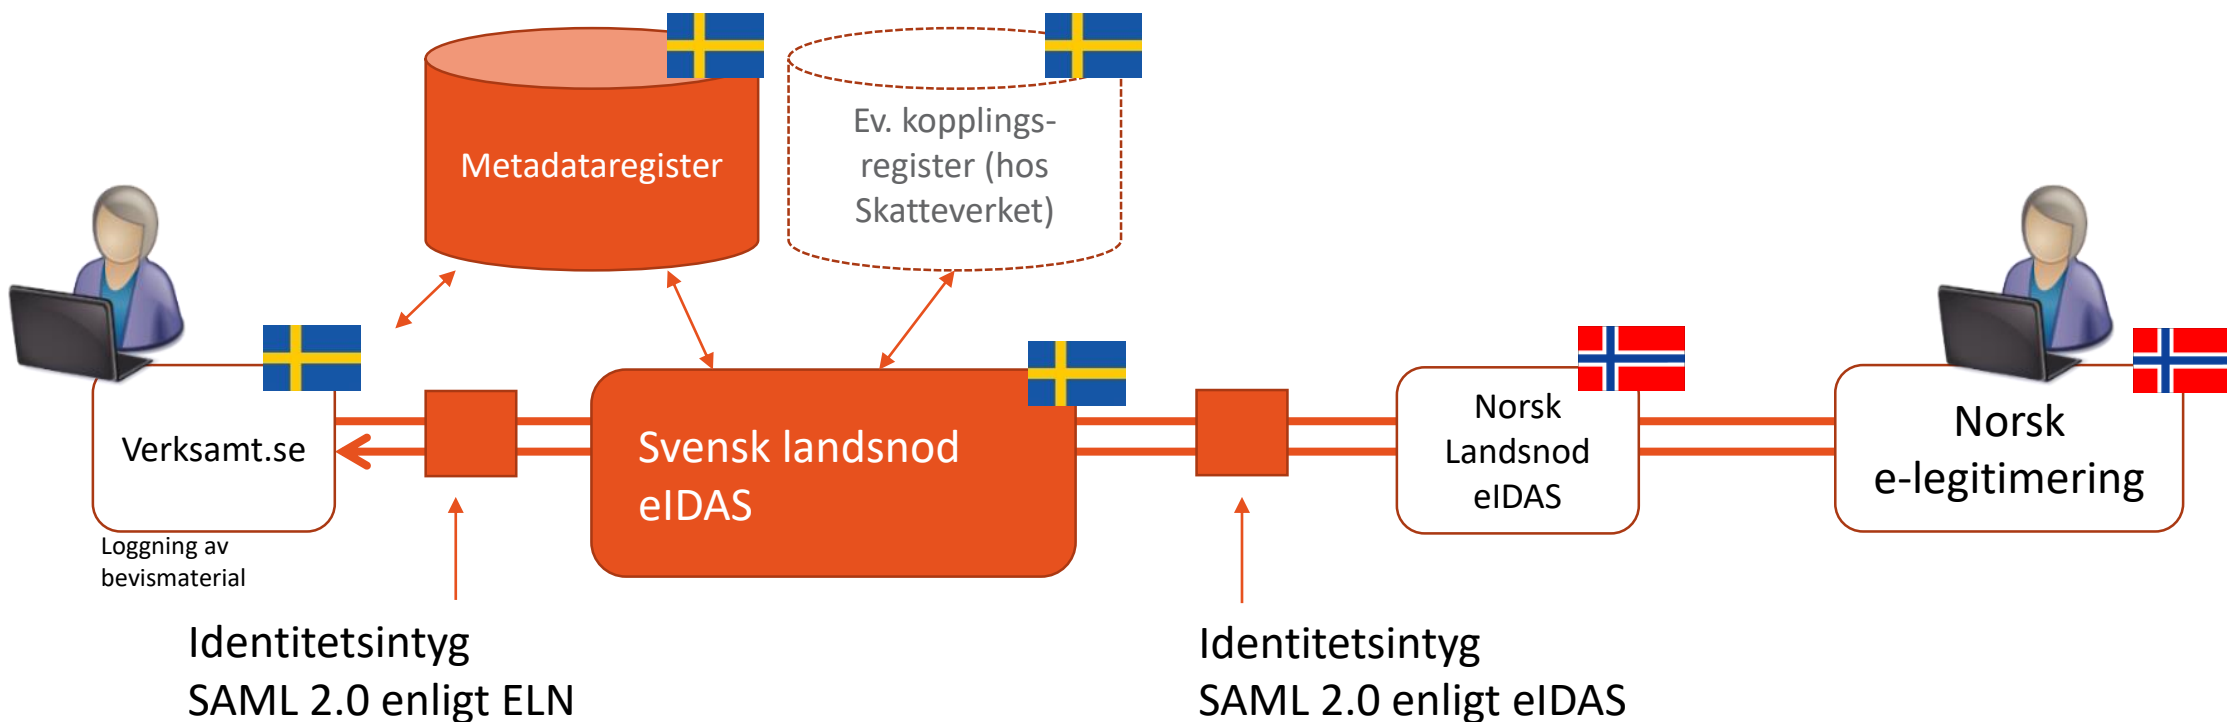 Metadataregister
Ev. kopplings-
register (hos
Skatteverket)
Verksamt.se
Loggning av
bevismaterial
Svensk landsnod
eIDAS
Norsk
Landsnod
eIDAS
Norsk
e-legitimering
Identitetsintyg
SAML 2.0 enligt ELN
Identitetsintyg
SAML 2.0 enligt eIDAS